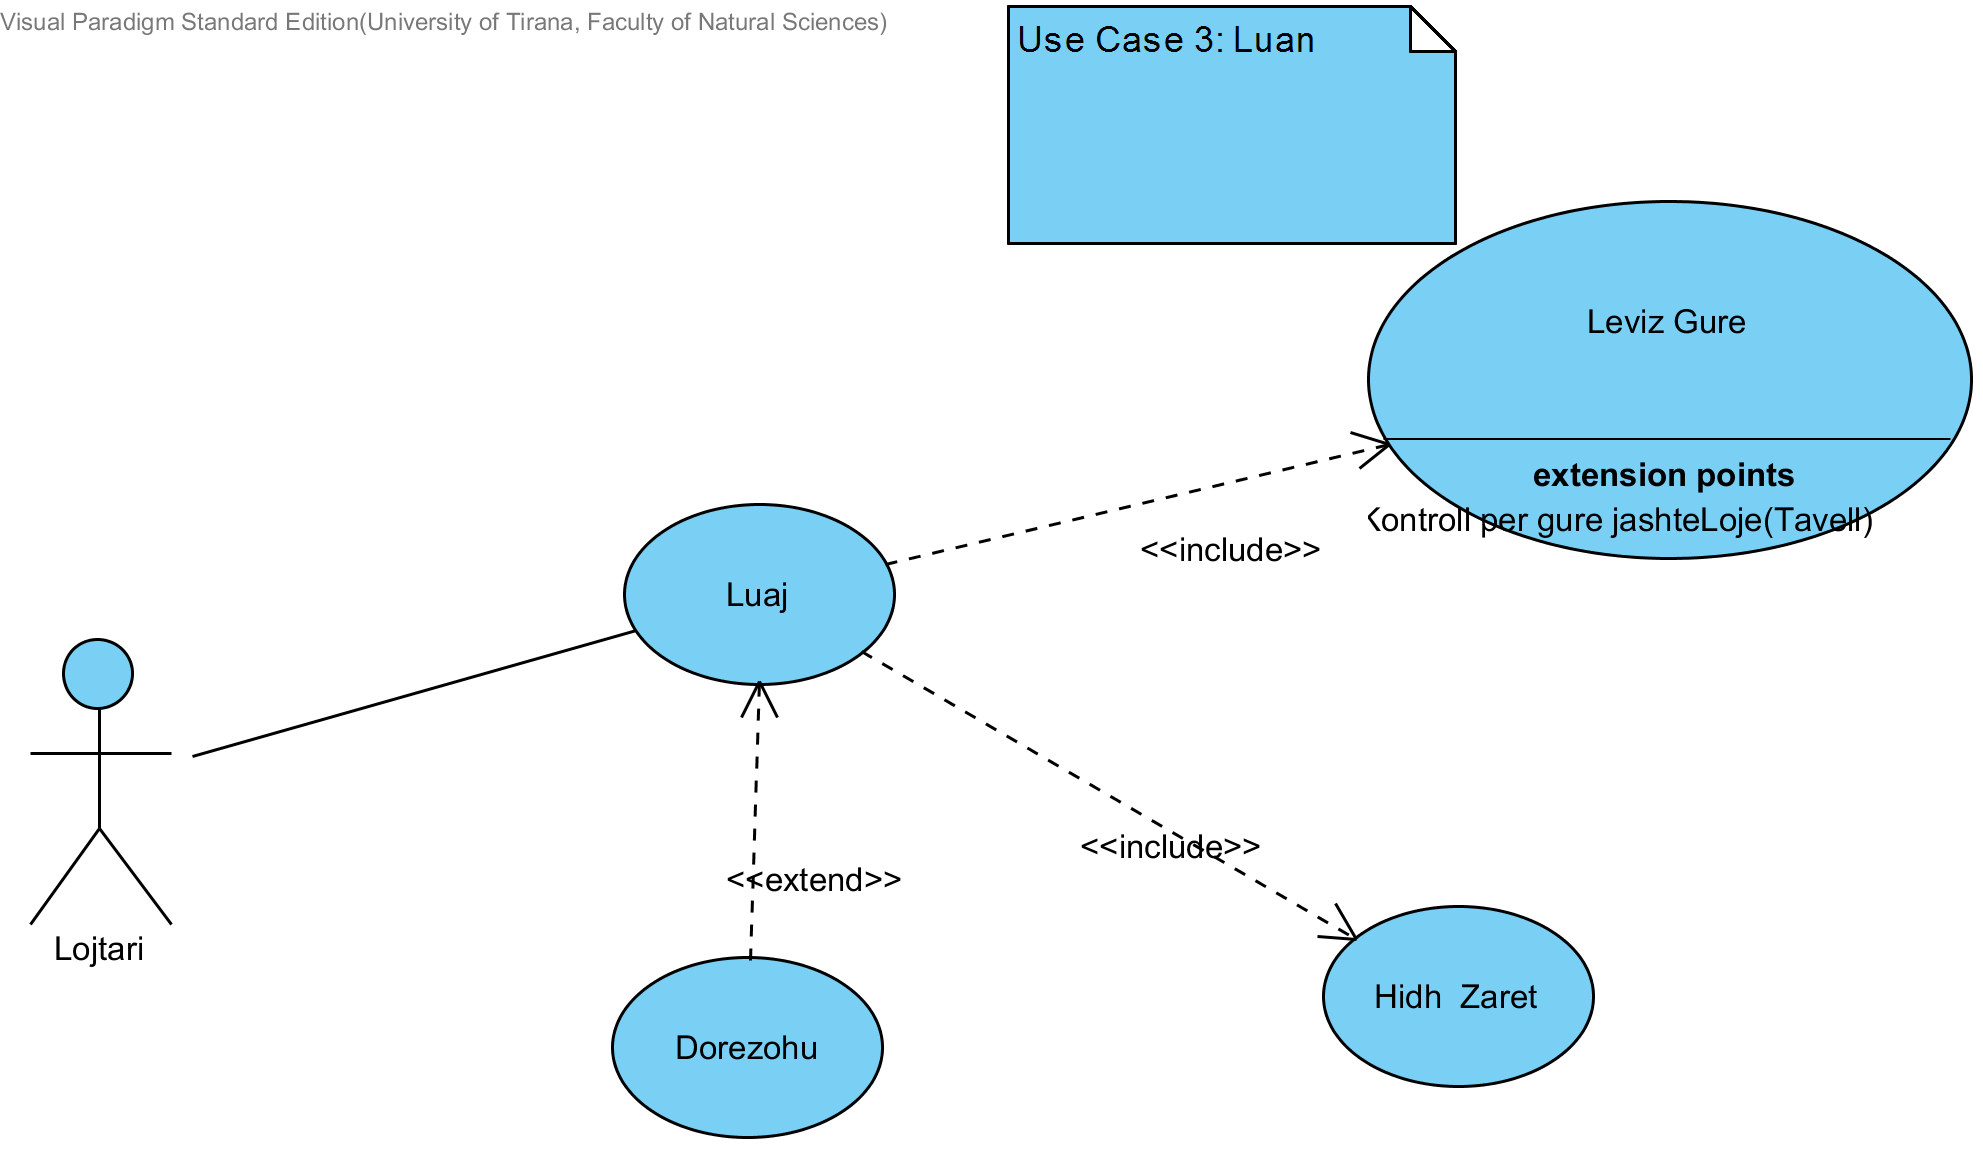 Visual Paradigm Standard Edition(University of Tirana, Faculty of Natural Sciences)
Use Case 3: Luan
Leviz Gure
extension points
Kontroll per gure jashteLoje(Tavell)
<<include>>
Luaj
<<include>>
<<extend>>
Lojtari
Hidh Zaret
Dorezohu